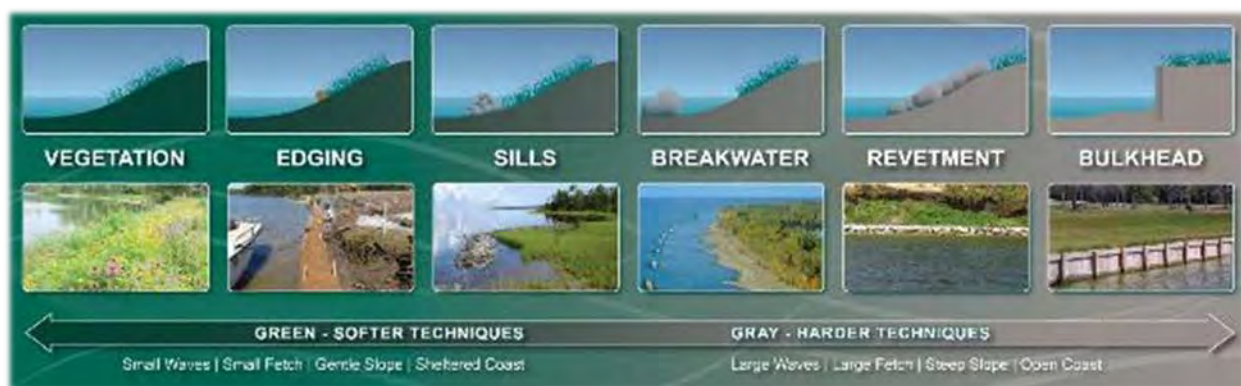 VEGETATION
EDGING
SILLS
BREAKWATER
REVETMENT
BULKHEAD
GREEN - SOFTER TECHNIQUES
GRAY - HARDER TECHNIQUES
Small Waves | Small Fetch | Gentle Slope | Sheltered Coast
Large Waves | Large Fetch | Steep Slope | Open Coast